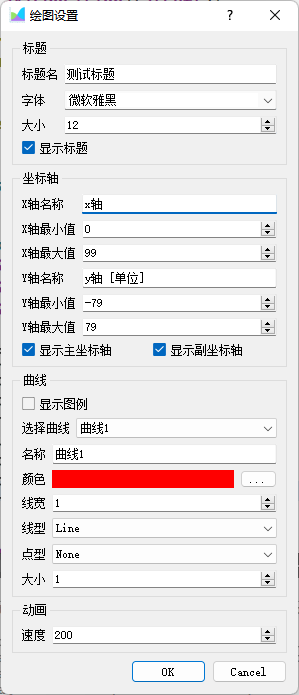 绘图设置
标题
标题名 测试标题
字体 微软雅黑
大小 12
显示标题
坐标轴
X轴名称 x轴
X轴最小值 0
X轴最大值 99
Y轴名称 y轴 [单位]
Y轴最小值 -79
Y轴最大值 79
显示主坐标轴 显示副坐标轴
曲线
显示图例
选择曲线 曲线1
名称 曲线1
颜色 ...
线宽 1
线型 Line
点型 None
大小 1
动画
速度 200
OK Cancel